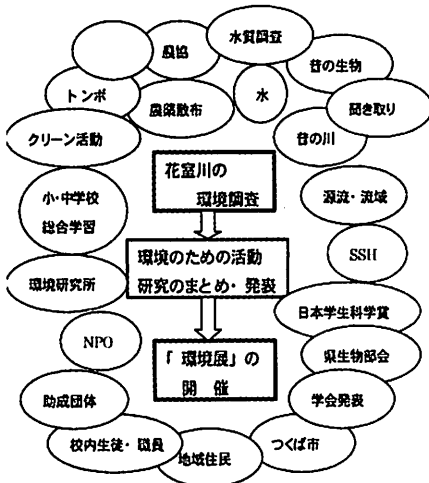 水質調査
農協
昔の生物
トンボ
農薬散布
水
聞き取り
クリーン活動
昔の川
花室川の
環境調査
小・中学校
総合学習
源流・流域
環境のための活動
研究のまとめ・発表
SSH
環境研究所
日本学生科学賞
NPO
「環境展」の
開 催
県生物部会
助成団体
学会発表
校内生徒・職員
地域住民
つくば市